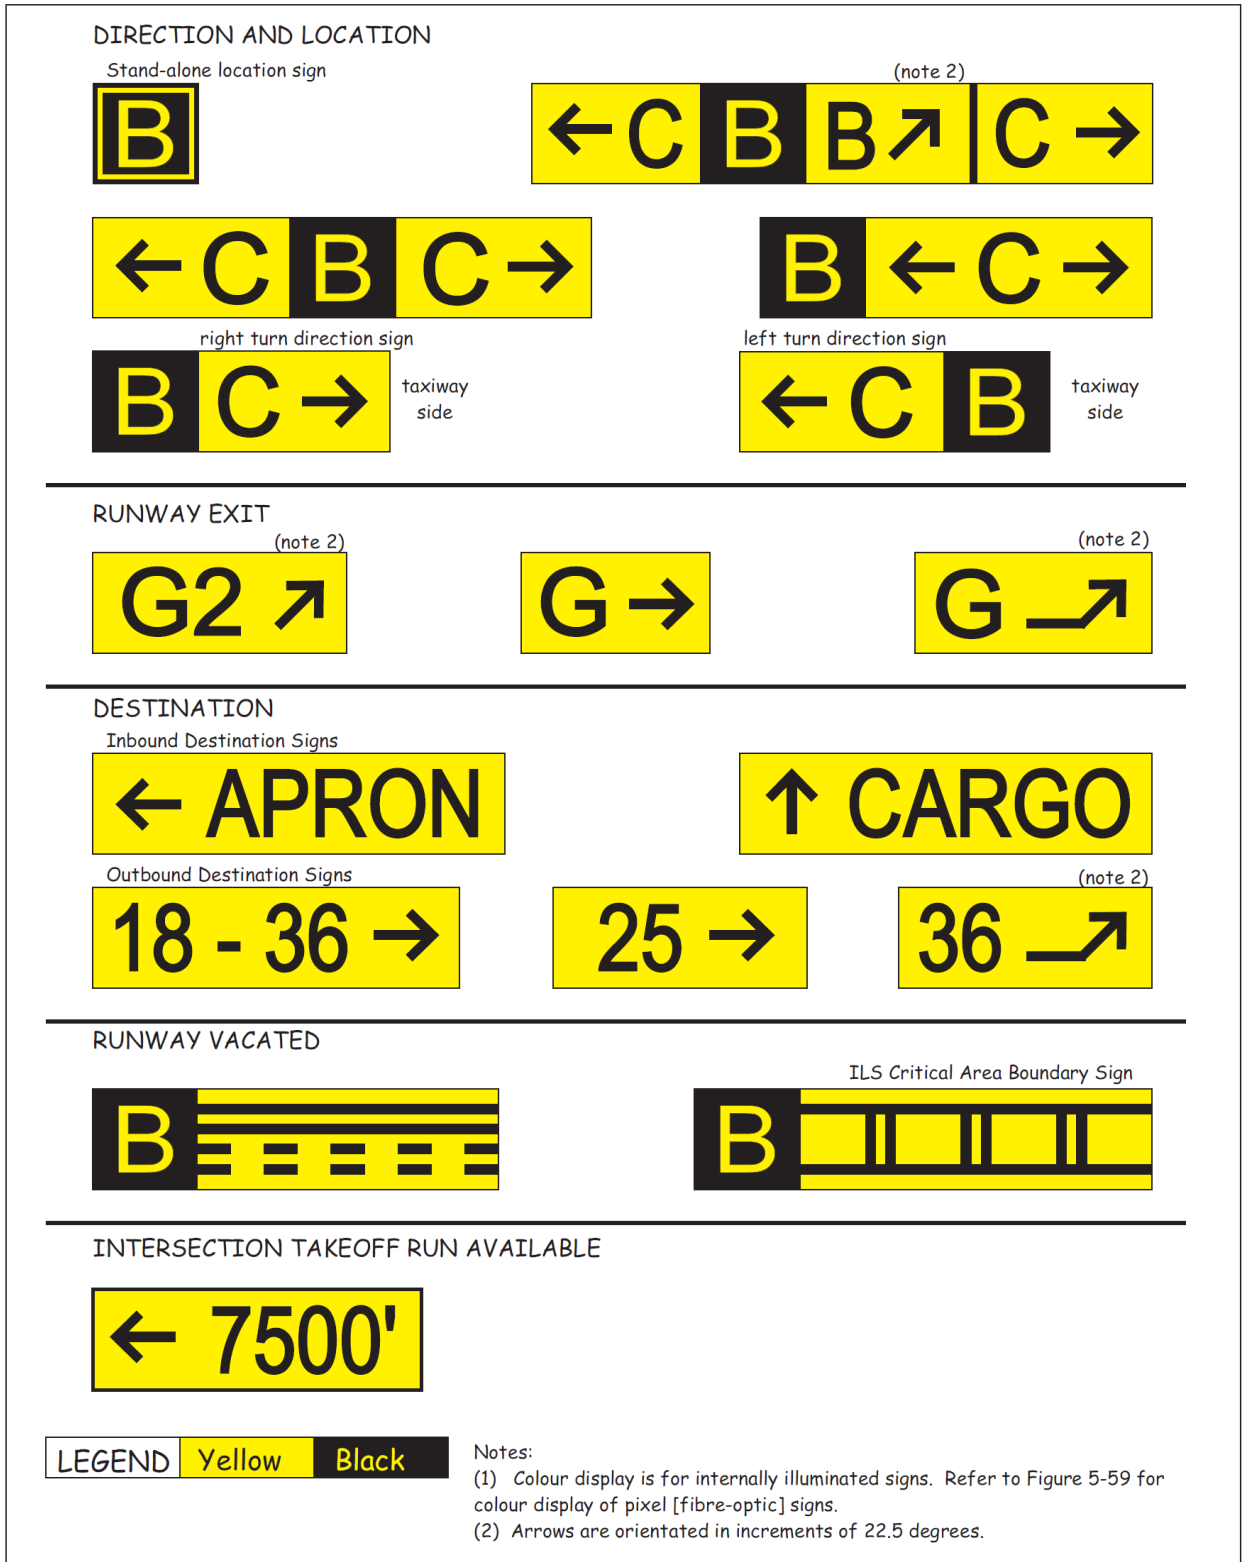 DIRECTION AND LOCATION
Stand-alone location sign
(note 2)
B
← C B B ↗ C →
← C B C →
B ← C →
right turn direction sign
left turn direction sign
B C →
taxiway
side
← C B
taxiway
side
RUNWAY EXIT
(note 2)
(note 2)
G2 ↗
G →
G ↗
DESTINATION
Inbound Destination Signs
← APRON
↑ CARGO
Outbound Destination Signs
(note 2)
18 - 36 →
25 →
36 ↗
RUNWAY VACATED
ILS Critical Area Boundary Sign
B
B
INTERSECTION TAKEOFF RUN AVAILABLE
← 7500'
LEGEND Yellow Black
Notes:
(1) Colour display is for internally illuminated signs. Refer to Figure 5-59 for
colour display of pixel [fibre-optic] signs.
(2) Arrows are orientated in increments of 22.5 degrees.